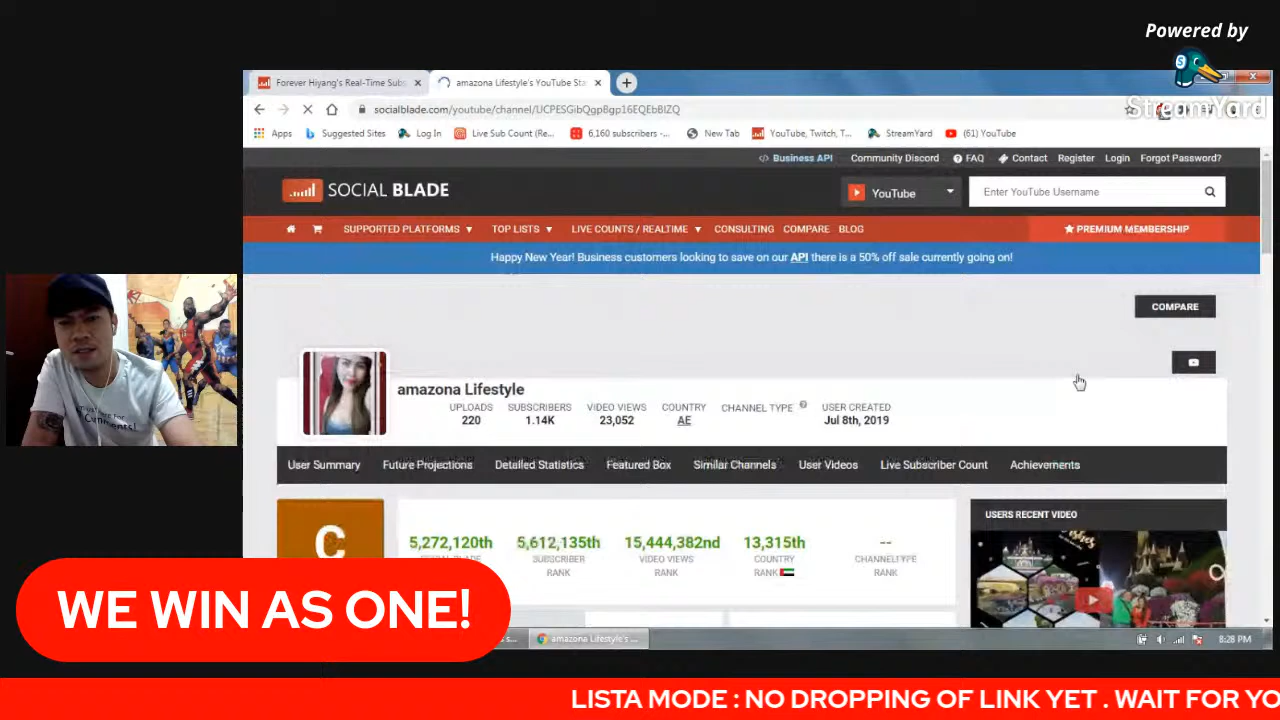 Powered by
StreamYard
Forever Hiyang's Real-Time Subs
amazona Lifestyle's YouTube Sta
socialblade.com/youtube/channel/UCPESGibQgp8gp16EQEbBIZQ
Apps
Suggested Sites
Log In
Live Sub Count (Re...
6,160 subscribers -...
New Tab
YouTube, Twitch, T...
StreamYard
(61) YouTube
Business API
Community Discord
FAQ
Contact
Register
Login
Forgot Password?
SOCIAL BLADE
YouTube
Enter YouTube Username
SUPPORTED PLATFORMS
TOP LISTS
LIVE COUNTS / REALTIME
CONSULTING
COMPARE
BLOG
PREMIUM MEMBERSHIP
Happy New Year! Business customers looking to save on our API there is a 50% off sale currently going on!
COMPARE
amazona Lifestyle
UPLOADS SUBSCRIBERS VIDEO VIEWS COUNTRY CHANNEL TYPE USER CREATED
220 1.14K 23,052 AE Jul 8th, 2019
User Summary
Future Projections
Detailed Statistics
Featured Box
Similar Channels
User Videos
Live Subscriber Count
Achievements
C
5,272,120th 5,612,135th 15,444,382nd 13,315th --
SUBSCRIBER VIDEO VIEWS COUNTRY CHANNEL TYPE
RANK RANK RANK RANK
USERS RECENT VIDEO
WE WIN AS ONE!
amazona Lifestyle's ...
8:28 PM
LISTA MODE : NO DROPPING OF LINK YET . WAIT FOR YO